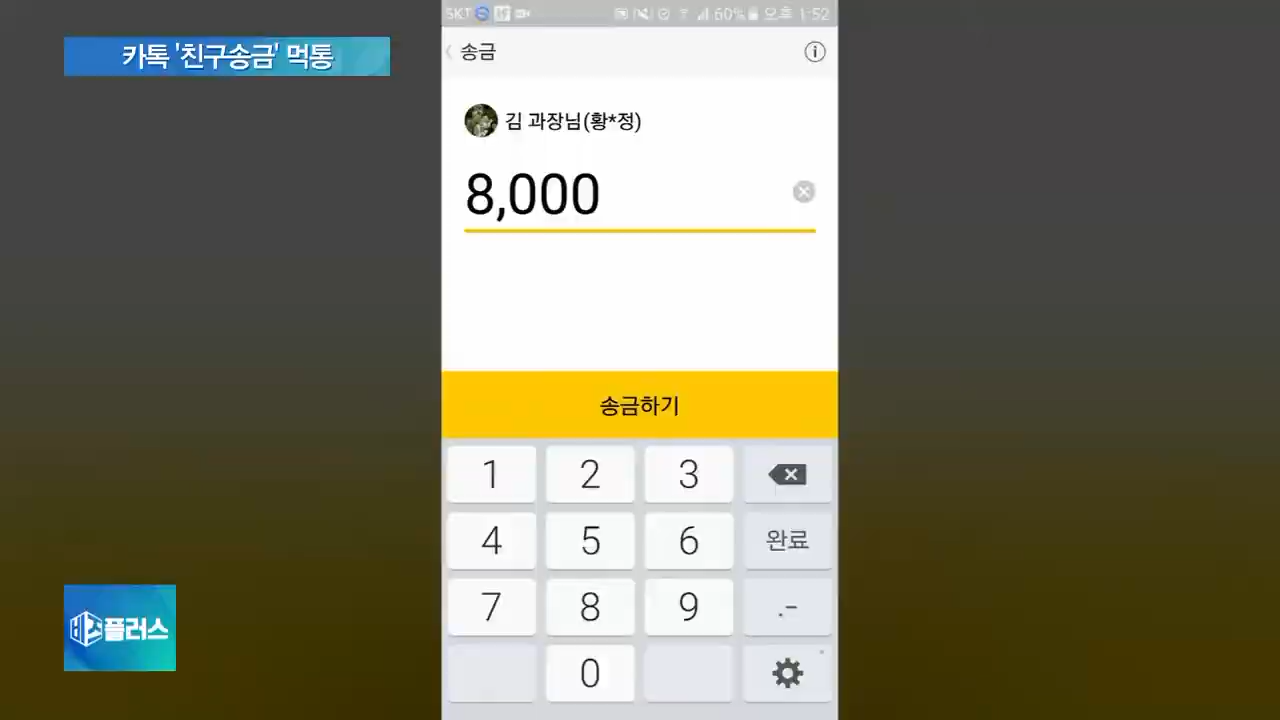 SKT 60% 오후 1:52
카톡 '친구송금' 먹통
송금
김 과장님(황*정)
8,000
송금하기
1 2 3
4 5 6 완료
7 8 9 .-
0
플러스